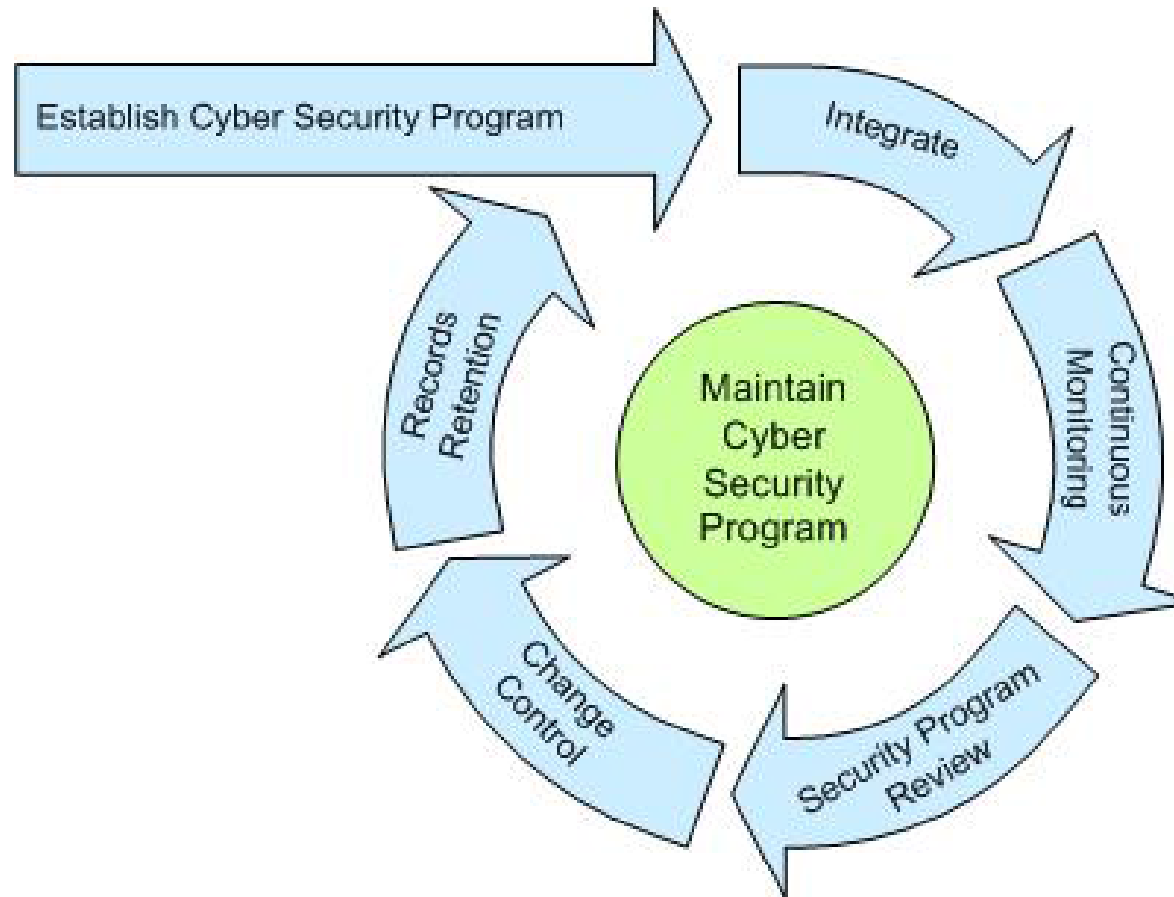 Establish Cyber Security Program
Integrate
Continuous
Monitoring
Security Program
Review
Change
Control
Records
Retention
Maintain
Cyber
Security
Program